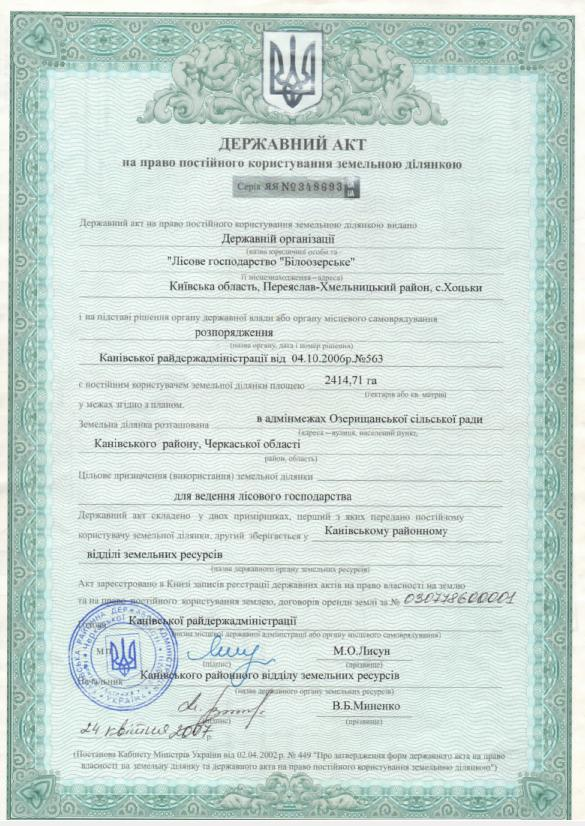 ДЕРЖАВНИЙ АКТ
на право постійного користування земельною ділянкою
Серія ЯЯ №348693
Державний акт на право постійного користування земельною ділянкою видано
Державній організації
(назва юридичної особи та
"Лісове господарство "Білоозерське"
її місцезнаходження – адреса)
Київська область, Переяслав-Хмельницький район, с.Хоцьки
і на підставі рішення органу державної влади або органу місцевого самоврядування
розпорядження
(назва органу, дата і номер рішення)
Канівської райдержадміністрації від 04.10.2006р.№563
є постійним користувачем земельної ділянки площею 2414,71 га
(гектарів або кв. метрів)
у межах згідно з планом.
Земельна ділянка розташована в адмінмежах Озерищанської сільської ради
(адреса – вулиця, населений пункт,
Канівського району, Черкаської області
район, область)
Цільове призначення (використання) земельної ділянки
для ведення лісового господарства
Державний акт складено у двох примірниках, перший з яких передано постійному
користувачу земельної ділянки, другий зберігається у Канівському районному
відділі земельних ресурсів
(назва державного органу земельних ресурсів)
Акт зареєстровано в Книзі записів реєстрації державних актів на право власності на землю
та на право постійного користування землею, договорів оренди землі за № 030778600001
Канівської райдержадміністрації
(назва місцевої державної адміністрації або органу місцевого самоврядування)
МП
М.О.Лисун
(підпис) (прізвище)
Начальник Канівського районного відділу земельних ресурсів
(назва державного органу земельних ресурсів)
В.Б.Миненко
(підпис) (прізвище)
24 квітня 2007
(Постанова Кабінету Міністрів України від 02.04.2002 р. № 449 "Про затвердження форм державного акта на право
власності на земельну ділянку та державного акта на право постійного користування земельною ділянкою")